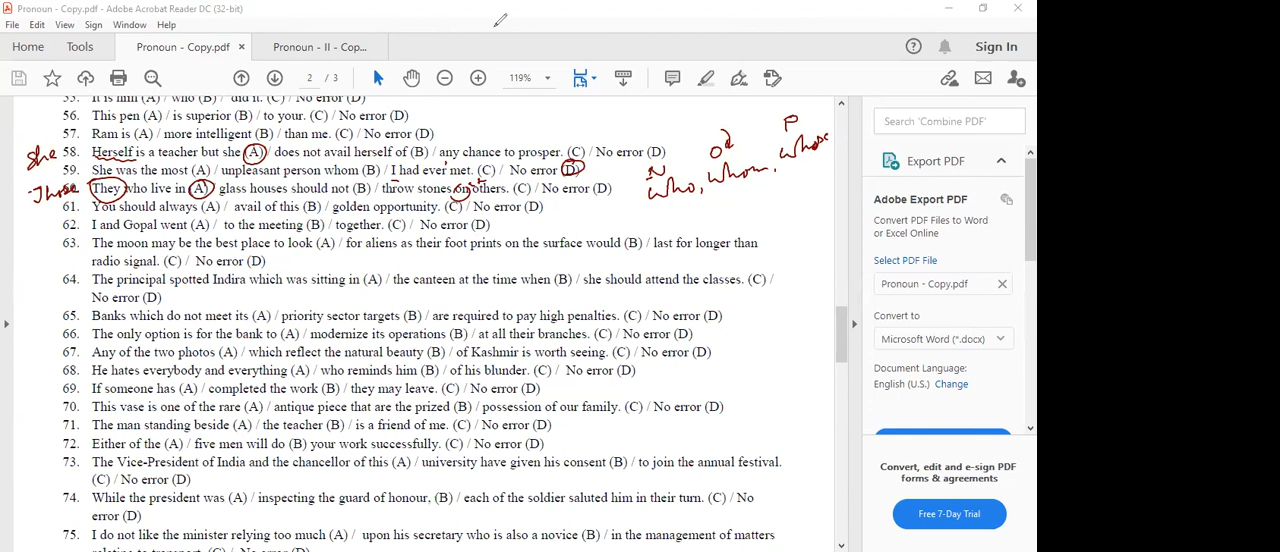 Pronoun - Copy.pdf - Adobe Acrobat Reader DC (32-bit)
File Edit View Sign Window Help
Home Tools Pronoun - Copy.pdf × Pronoun - II - Cop... Sign In
2 / 3 119%
55. It is him (A) / who (B) / did it. (C) / No error (D)
56. This pen (A) / is superior (B) / to your. (C) / No error (D)
57. Ram is (A) / more intelligent (B) / than me. (C) / No error (D)
She 58. Herself is a teacher but she (A) / does not avail herself of (B) / any chance to prosper. (C) / No error (D)
59. She was the most (A) / unpleasant person whom (B) / I had ever met. (C) / No error (D)
Those 60. They who live in (A) / glass houses should not (B) / throw stones on others. (C) / No error (D)
at
N O P
who, whom, whose
61. You should always (A) / avail of this (B) / golden opportunity. (C) / No error (D)
62. I and Gopal went (A) / to the meeting (B) / together. (C) / No error (D)
63. The moon may be the best place to look (A) / for aliens as their foot prints on the surface would (B) / last for longer than
radio signal. (C) / No error (D)
64. The principal spotted Indira which was sitting in (A) / the canteen at the time when (B) / she should attend the classes. (C) /
No error (D)
65. Banks which do not meet its (A) / priority sector targets (B) / are required to pay high penalties. (C) / No error (D)
66. The only option is for the bank to (A) / modernize its operations (B) / at all their branches. (C) / No error (D)
67. Any of the two photos (A) / which reflect the natural beauty (B) / of Kashmir is worth seeing. (C) / No error (D)
68. He hates everybody and everything (A) / who reminds him (B) / of his blunder. (C) / No error (D)
69. If someone has (A) / completed the work (B) / they may leave. (C) / No error (D)
70. This vase is one of the rare (A) / antique piece that are the prized (B) / possession of our family. (C) / No error (D)
71. The man standing beside (A) / the teacher (B) / is a friend of me. (C) / No error (D)
72. Either of the (A) / five men will do (B) your work successfully. (C) / No error (D)
73. The Vice-President of India and the chancellor of this (A) / university have given his consent (B) / to join the annual festival.
(C) / No error (D)
74. While the president was (A) / inspecting the guard of honour, (B) / each of the soldier saluted him in their turn. (C) / No
error (D)
75. I do not like the minister relying too much (A) / upon his secretary who is also a novice (B) / in the management of matters
relating to transport. (C) / No error (D)
Search 'Combine PDF'
Export PDF
Adobe Export PDF
Convert PDF Files to Word
or Excel Online
Select PDF File
Pronoun - Copy.pdf ×
Convert to
Microsoft Word (*.docx)
Document Language:
English (U.S.) Change
Convert, edit and e-sign PDF
forms & agreements
Free 7-Day Trial